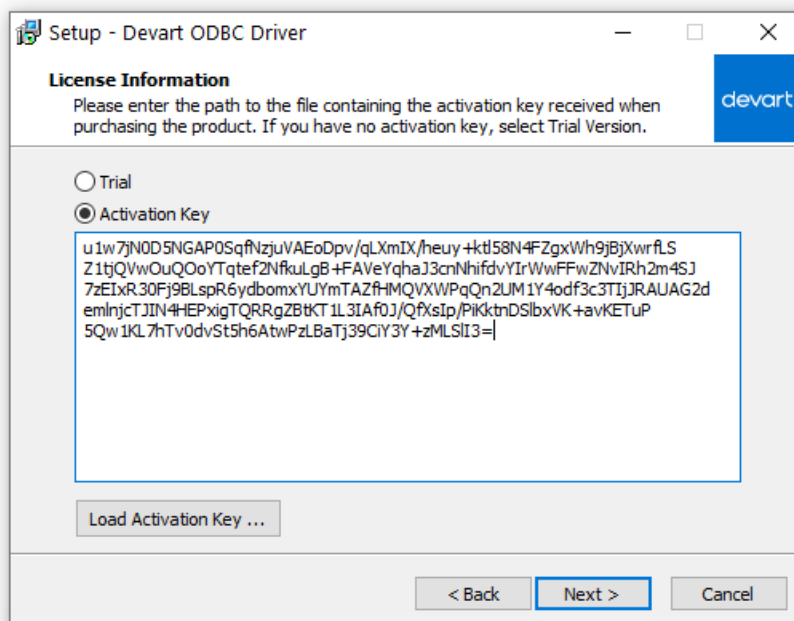 Setup - Devart ODBC Driver
License Information
Please enter the path to the file containing the activation key received when
purchasing the product. If you have no activation key, select Trial Version.
devart
Trial
Activation Key
u1w7jN0D5NGAP0SqfNzjuVAEoDpv/qLXmIX/heuy+ktl58N4FZgxWh9jBjXwrfLS
Z1tjQVwOuQOoYTqtef2NfkuLgB+FAVeYqhaJ3cnNhifdvYIrWwFFwZNvIRh2m4SJ
7zEIxR30Fj9BLspR6ydbomxYUYmTAZfHMQVXWPqQn2UM1Y4odf3c3TIjJRAUAG2d
emlnjcTJIN4HEPxigTQRRgZBtKT1L3IAf0J/QfXsIp/PiKktnDSlbxVK+avKETuP
5Qw1KL7hTv0dvSt5h6AtwPzLBaTj39CiY3Y+zMLSlI3=
Load Activation Key ...
< Back
Next >
Cancel